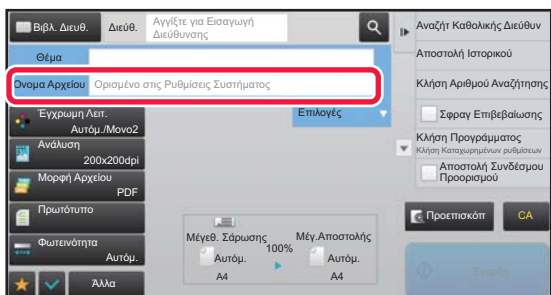 Βιβλ. Διευθ.
Διεύθ.
Αγγίξτε για Εισαγωγή
Διεύθυνσης
Θέμα
Όνομα Αρχείου
Ορισμένο στις Ρυθμίσεις Συστήματος
Έγχρωμη Λειτ.
Αυτόμ./Μονο2
Επιλογές
Ανάλυση
200x200dpi
Μορφή Αρχείου
PDF
Πρωτότυπο
Φωτεινότητα
Αυτόμ.
Άλλα
Μέγεθ. Σάρωσης
100%
Μέγ.Αποστολής
Αυτόμ.
A4
Αυτόμ.
A4
Αναζήτ Καθολικής Διεύθυν
Αποστολή Ιστορικού
Κλήση Αριθμού Αναζήτησης
Σφραγ Επιβεβαίωσης
Κλήση Προγράμματος
Κλήση Καταχωρημένων ρυθμίσεων
Αποστολή Συνδέσμου
Προορισμού
Προεπισκόπ
CA
Έναρξη